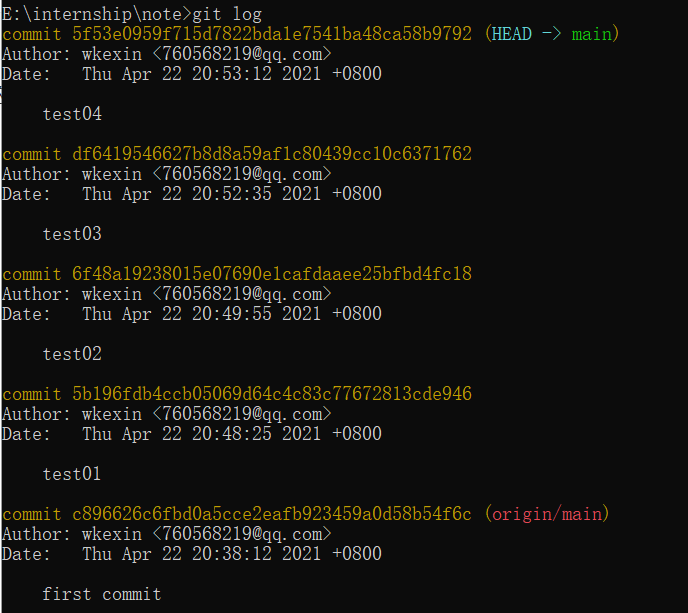 E:\internship\note>git log
commit 5f53e0959f715d7822bda1e7541ba48ca58b9792 (HEAD -> main)
Author: wkexin <760568219@qq.com>
Date:   Thu Apr 22 20:53:12 2021 +0800
test04
commit df6419546627b8d8a59af1c80439cc10c6371762
Author: wkexin <760568219@qq.com>
Date:   Thu Apr 22 20:52:35 2021 +0800
test03
commit 6f48a19238015e07690e1cafdaaee25bfbd4fc18
Author: wkexin <760568219@qq.com>
Date:   Thu Apr 22 20:49:55 2021 +0800
test02
commit 5b196fdb4ccb05069d64c4c83c77672813cde946
Author: wkexin <760568219@qq.com>
Date:   Thu Apr 22 20:48:25 2021 +0800
test01
commit c896626c6fbd0a5cce2eafb923459a0d58b54f6c (origin/main)
Author: wkexin <760568219@qq.com>
Date:   Thu Apr 22 20:38:12 2021 +0800
first commit